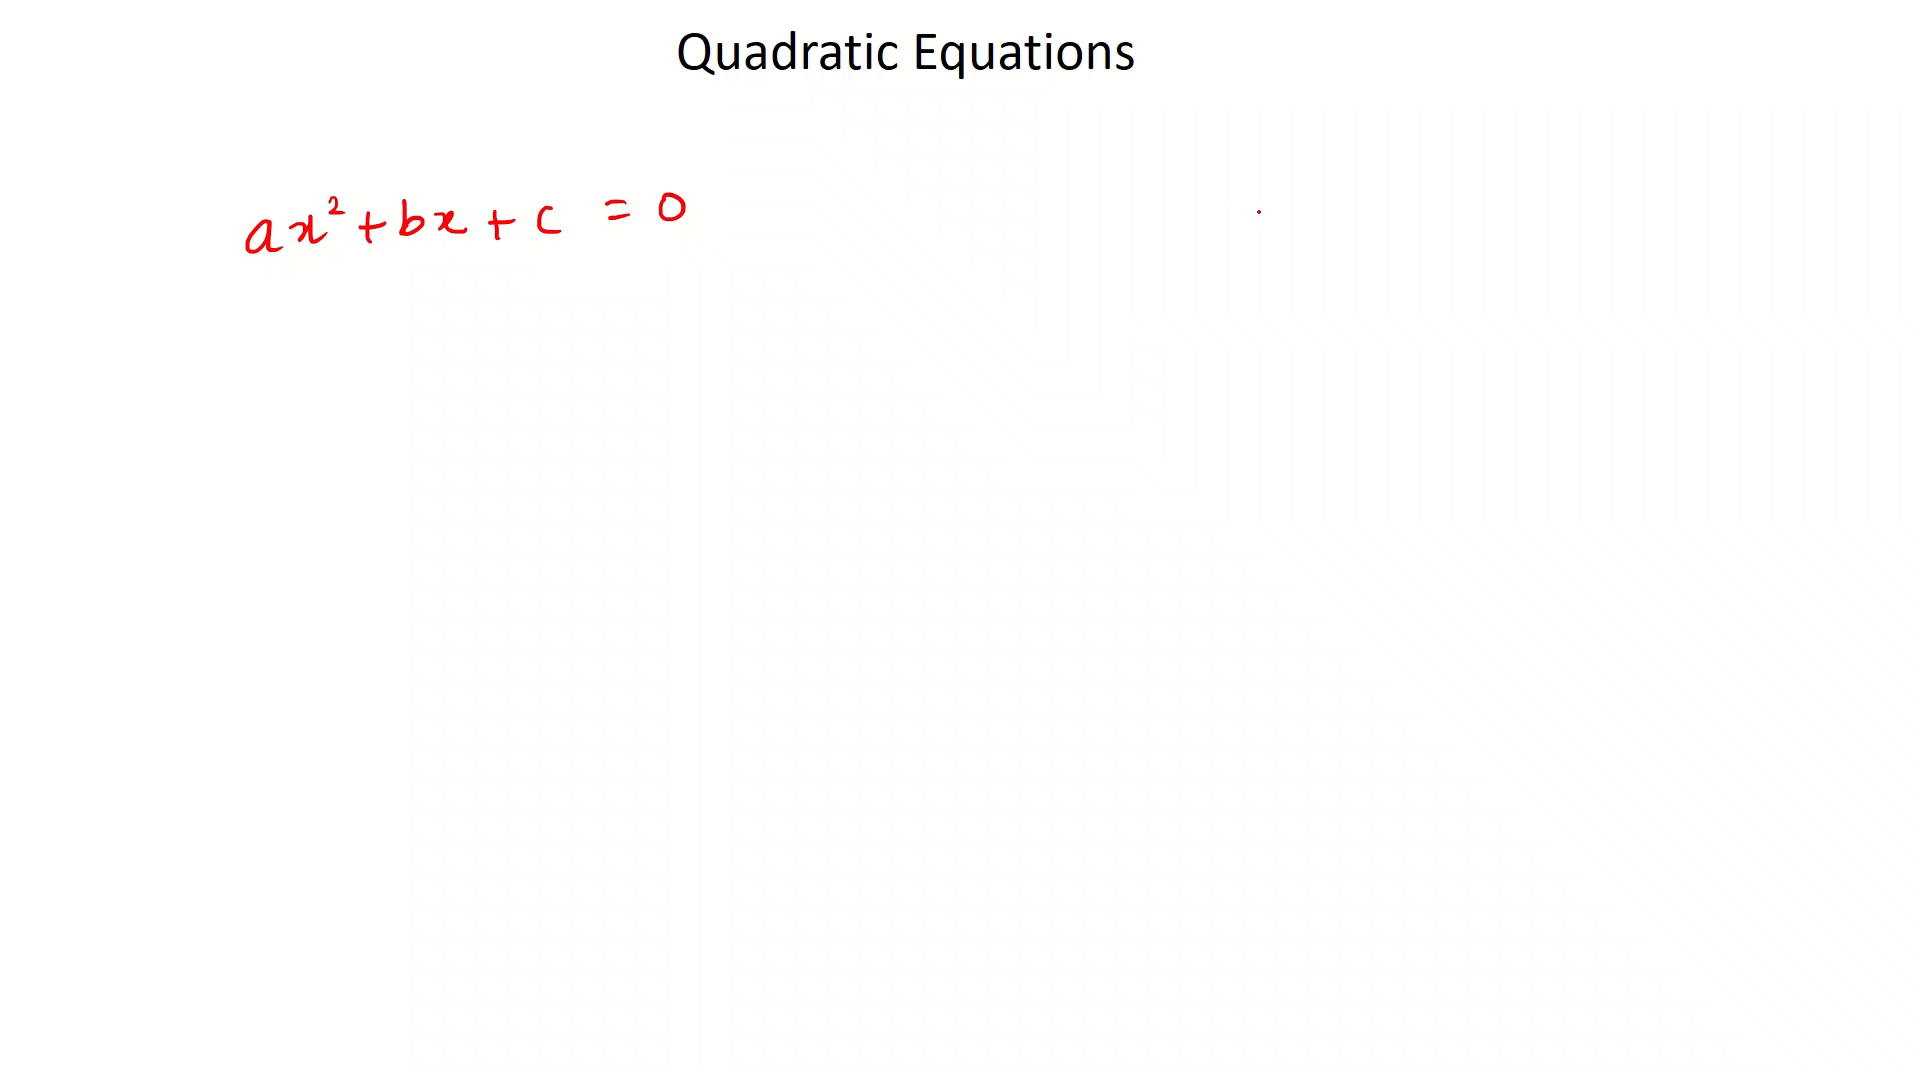 Quadratic Equations
ax²+bx+c = 0